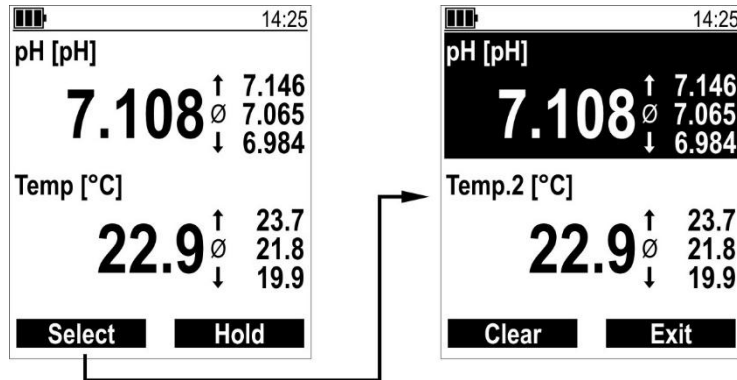 14:25
pH [pH]
7.108 ↑ 7.146
Ø 7.065
↓ 6.984
Temp [°C]
22.9 ↑ 23.7
Ø 21.8
↓ 19.9
Select Hold
14:25
pH [pH]
7.108 ↑ 7.146
Ø 7.065
↓ 6.984
Temp.2 [°C]
22.9 ↑ 23.7
Ø 21.8
↓ 19.9
Clear Exit